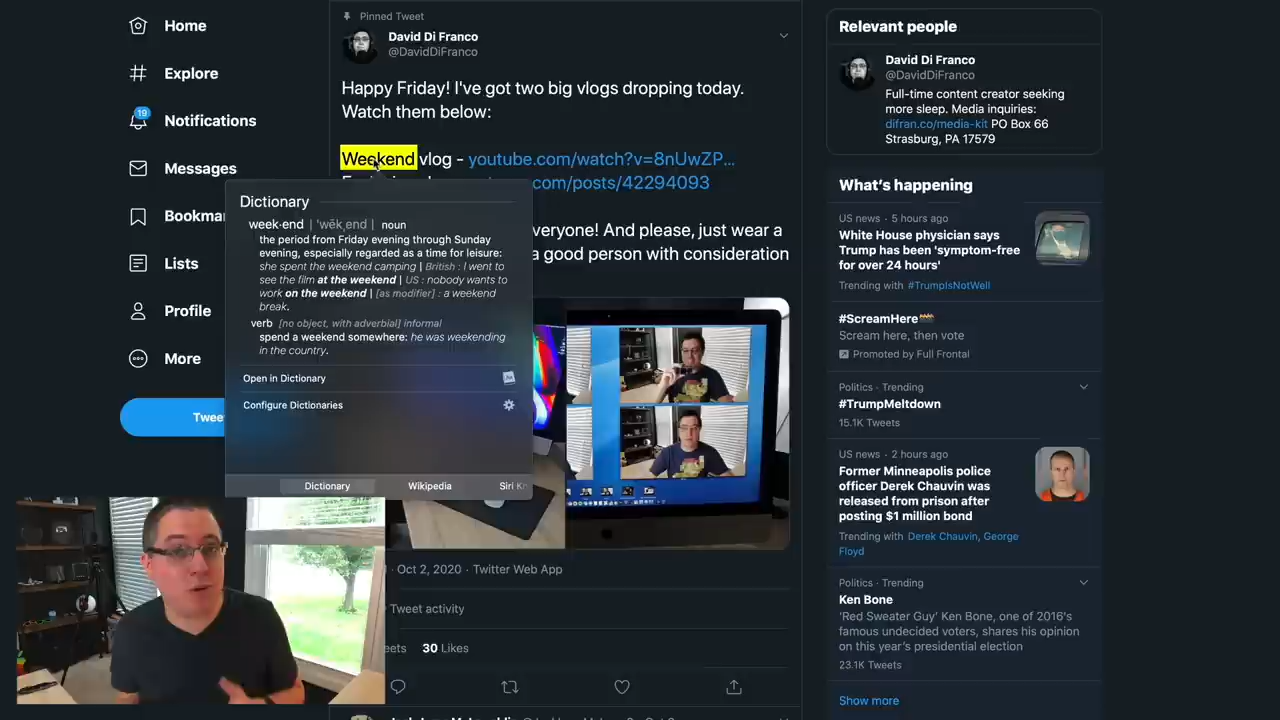 Home
Explore
19
Notifications
Messages
Bookmar
Lists
Profile
More
Twee
Pinned Tweet
David Di Franco
@DavidDiFranco
Happy Friday! I've got two big vlogs dropping today.
Watch them below:
Weekend vlog - youtube.com/watch?v=8nUwZP…
com/posts/42294093
veryone! And please, just wear a
a good person with consideration
Dictionary
week·end | ˈwēkˌend | noun
the period from Friday evening through Sunday
evening, especially regarded as a time for leisure:
she spent the weekend camping | British : I went to
see the film at the weekend | US : nobody wants to
work on the weekend | [as modifier] : a weekend
break.
verb [no object, with adverbial] informal
spend a weekend somewhere: he was weekending
in the country.
Open in Dictionary
Configure Dictionaries
Dictionary
Wikipedia
Siri Kn
· Oct 2, 2020 · Twitter Web App
Tweet activity
eets 30 Likes
Relevant people
David Di Franco
@DavidDiFranco
Full-time content creator seeking
more sleep. Media inquiries:
difran.co/media-kit PO Box 66
Strasburg, PA 17579
What's happening
US news · 5 hours ago
White House physician says
Trump has been 'symptom-free
for over 24 hours'
Trending with #TrumpIsNotWell
#ScreamHere
Scream here, then vote
Promoted by Full Frontal
Politics · Trending
#TrumpMeltdown
15.1K Tweets
US news · 2 hours ago
Former Minneapolis police
officer Derek Chauvin was
released from prison after
posting $1 million bond
Trending with Derek Chauvin, George
Floyd
Politics · Trending
Ken Bone
'Red Sweater Guy' Ken Bone, one of 2016's
famous undecided voters, shares his opinion
on this year's presidential election
23.1K Tweets
Show more